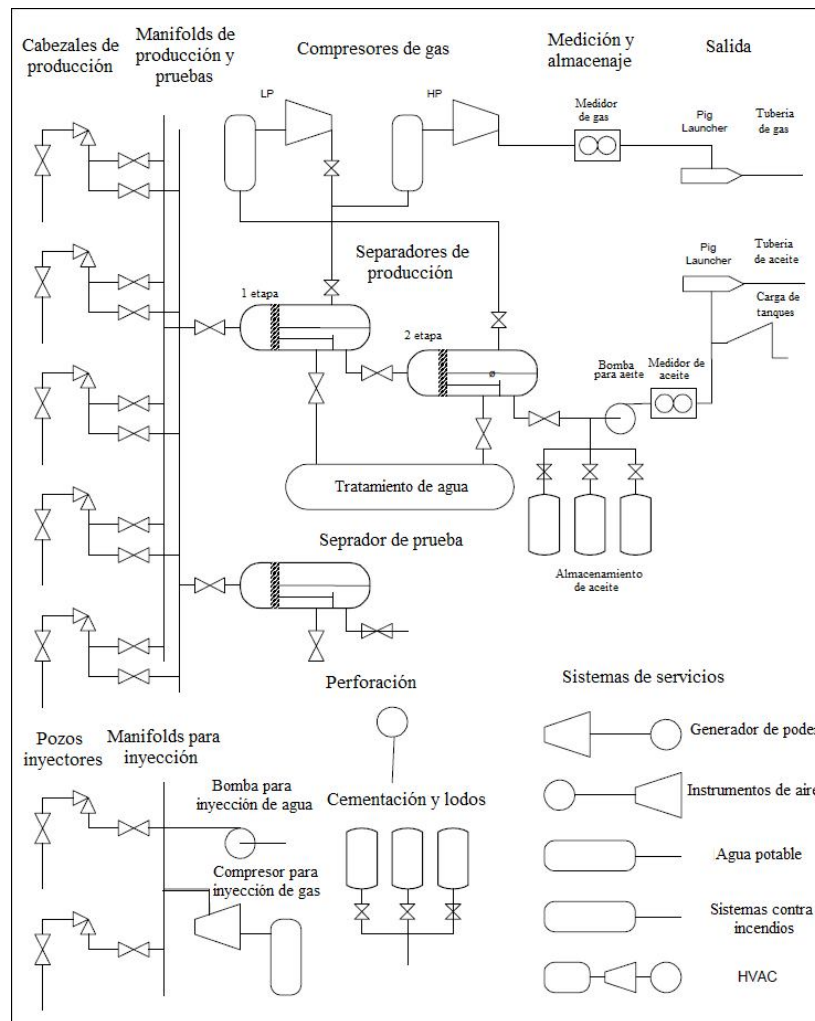 Cabezales de
producción
Manifolds de
producción y
pruebas
Compresores de gas
Medición y
almacenaje
Salida
LP
HP
Medidor
de gas
Pig
Launcher
Tuberia
de gas
Separadores de
producción
1 etapa
2 etapa
Pig
Launcher
Tuberia
de aceite
Carga de
tanques
Bomba
para aeite
Medidor de
aceite
ø
Tratamiento de agua
Almacenamiento
de aceite
Seprador de prueba
Perforación
Sistemas de servicios
Generador de poder
Pozos
inyectores
Manifolds para
inyección
Bomba para
inyección de agua
Cementación y lodos
Instrumentos de aire
Compresor para
inyección de gas
Agua potable
Sistemas contra
incendios
HVAC